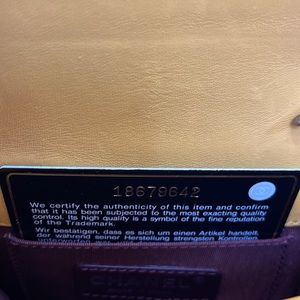 18678642
We certify the authenticity of this item and confirm
that it has been subjected to the most exacting quality
control. Its high quality is a symbol of the fine reputation
of the Trademark.
Wir bestätigen, dass es sich um einen Artikel handelt,
der während seiner Herstellung strengsten Kontrollen
unterworfen